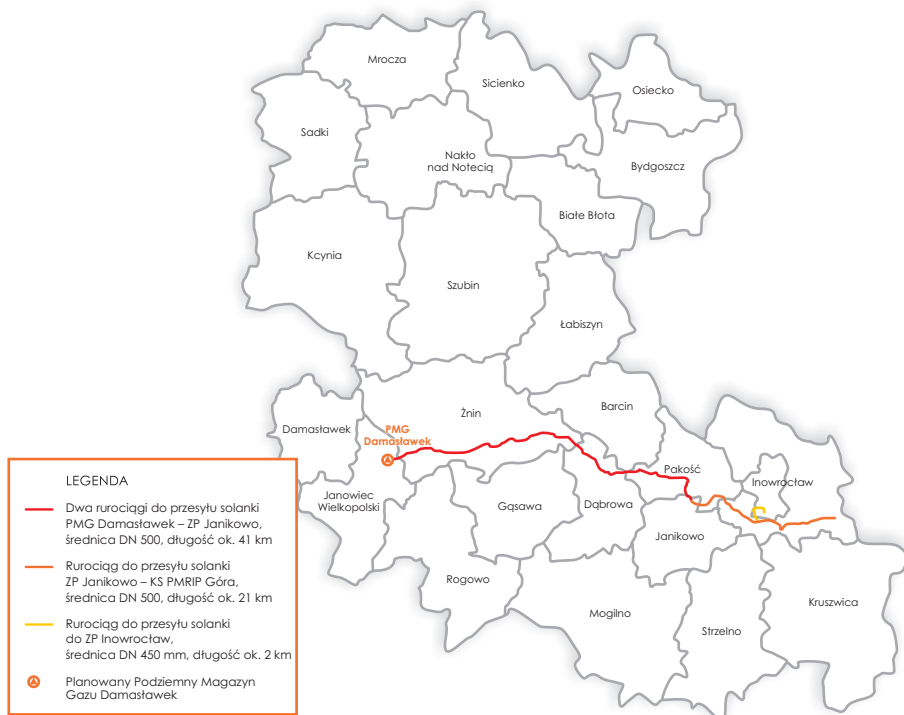 Mrocza
Sicienko
Osiecko
Sadki
Nakło
nad Notecią
Bydgoszcz
Białe Błota
Kcynia
Szubin
Łabiszyn
Żnin
Barcin
Damasławek
PMG
Damasławek
Pakość
Inowrocław
Janowiec
Wielkopolski
Gąsawa
Dąbrowa
Janikowo
Rogowo
Mogilno
Strzelno
Kruszwica
LEGENDA
Dwa rurociągi do przesyłu solanki
PMG Damasławek – ZP Janikowo,
średnica DN 500, długość ok. 41 km
Rurociąg do przesyłu solanki
ZP Janikowo – KS PMRIP Góra,
średnica DN 500, długość ok. 21 km
Rurociąg do przesyłu solanki
do ZP Inowrocław,
średnica DN 450 mm, długość ok. 2 km
Planowany Podziemny Magazyn
Gazu Damasławek